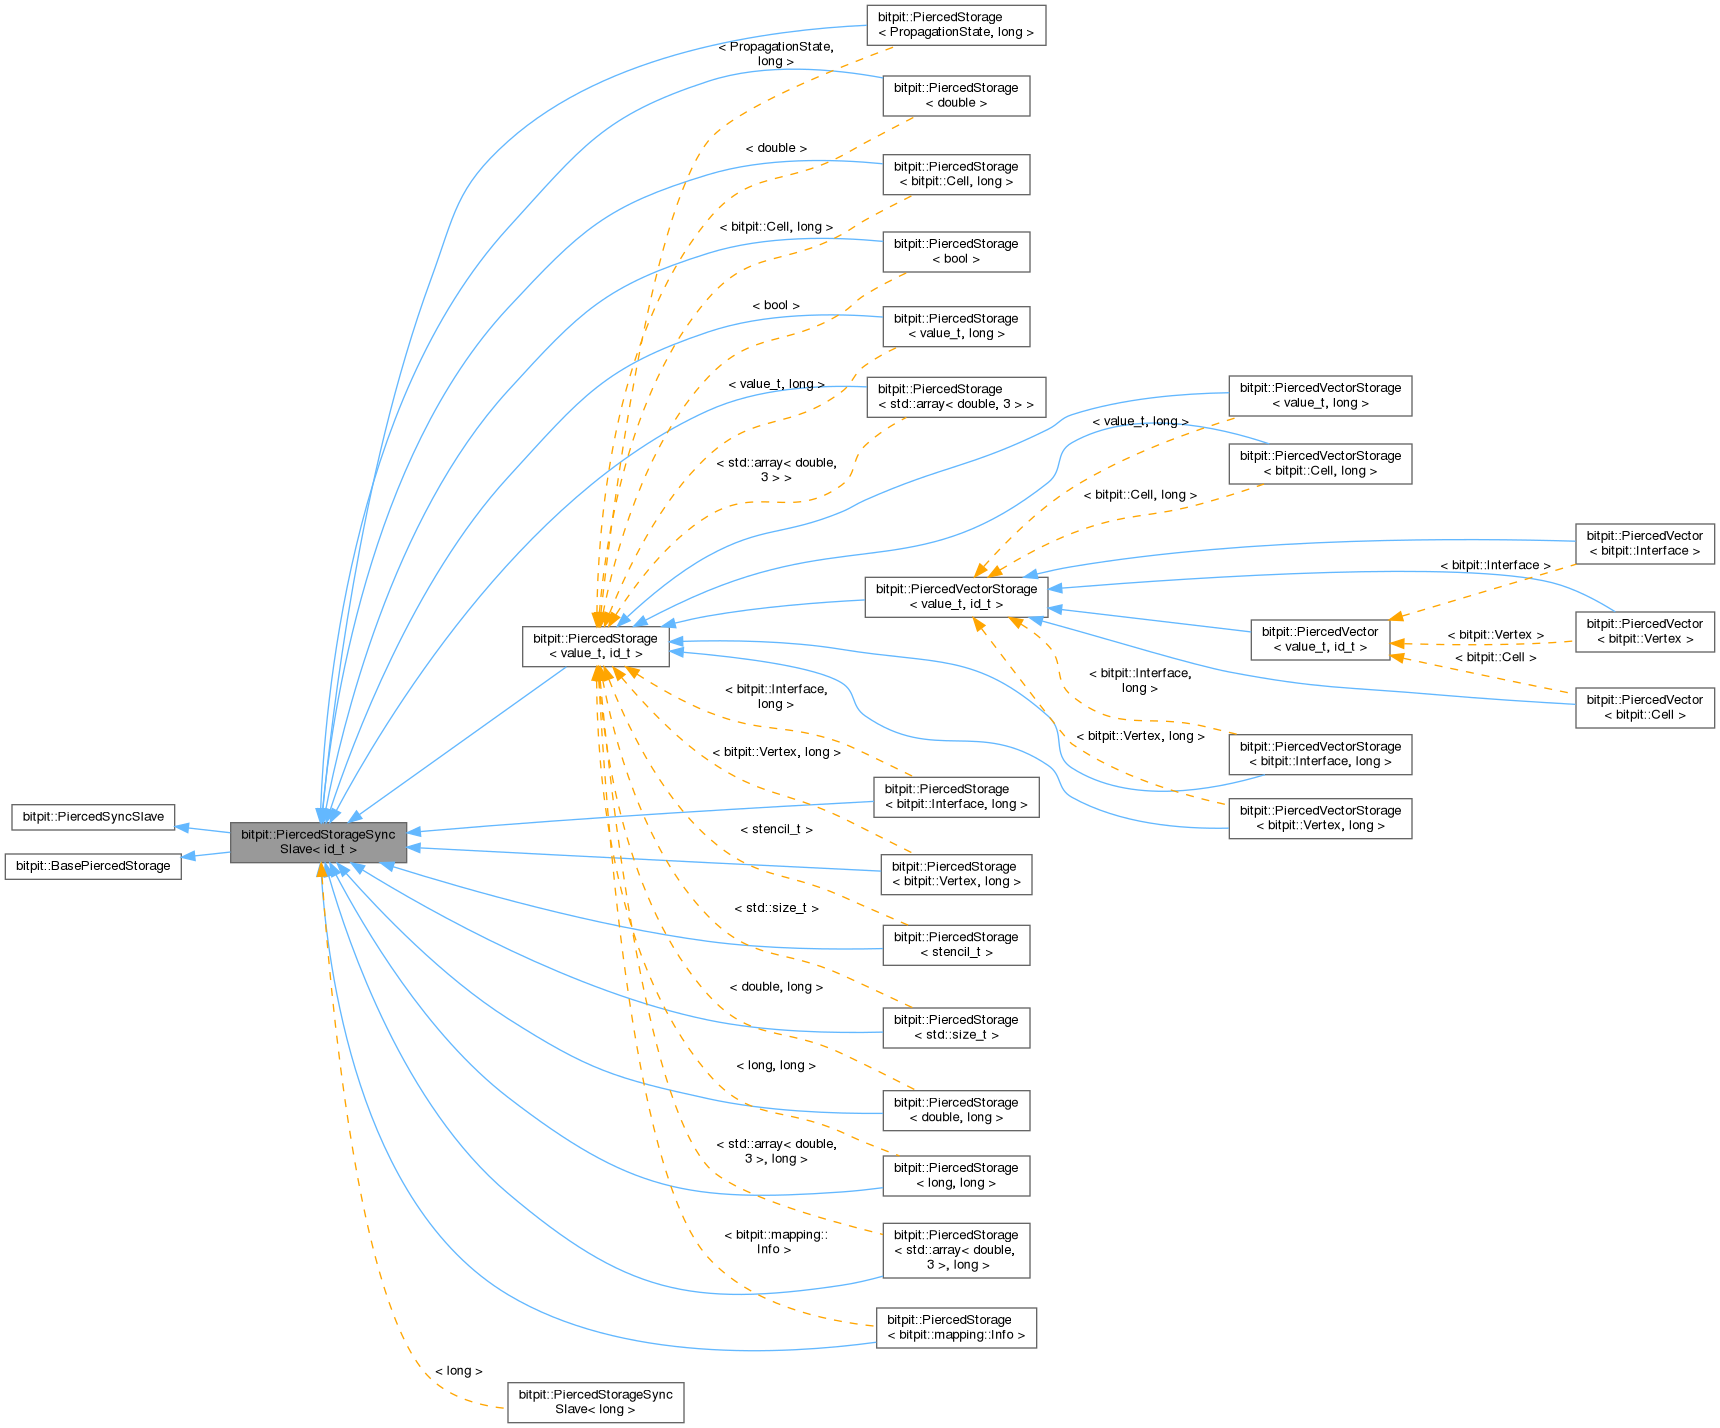 bitpit::PiercedStorage
< PropagationState, long >
< PropagationState,
long >
bitpit::PiercedStorage
< double >
< double >
bitpit::PiercedStorage
< bitpit::Cell, long >
< bitpit::Cell, long >
bitpit::PiercedStorage
< bool >
< bool >
bitpit::PiercedStorage
< value_t, long >
< value_t, long >
bitpit::PiercedStorage
< std::array< double, 3 > >
< std::array< double,
3 > >
bitpit::PiercedVectorStorage
< value_t, long >
< value_t, long >
bitpit::PiercedVectorStorage
< bitpit::Cell, long >
< bitpit::Cell, long >
bitpit::PiercedVector
< bitpit::Interface >
< bitpit::Interface >
bitpit::PiercedVectorStorage
< value_t, id_t >
bitpit::PiercedVector
< bitpit::Vertex >
bitpit::PiercedVector
< value_t, id_t >
< bitpit::Vertex >
< bitpit::Cell >
bitpit::PiercedStorage
< value_t, id_t >
bitpit::PiercedVector
< bitpit::Cell >
< bitpit::Interface,
long >
< bitpit::Interface,
long >
< bitpit::Vertex, long >
< bitpit::Vertex, long >
bitpit::PiercedVectorStorage
< bitpit::Interface, long >
bitpit::PiercedStorage
< bitpit::Interface, long >
bitpit::PiercedVectorStorage
< bitpit::Vertex, long >
bitpit::PiercedSyncSlave
bitpit::PiercedStorageSync
Slave< id_t >
bitpit::BasePiercedStorage
< stencil_t >
bitpit::PiercedStorage
< bitpit::Vertex, long >
< std::size_t >
bitpit::PiercedStorage
< stencil_t >
< double, long >
bitpit::PiercedStorage
< std::size_t >
< long, long >
bitpit::PiercedStorage
< double, long >
< std::array< double,
3 >, long >
bitpit::PiercedStorage
< long, long >
< bitpit::mapping::
Info >
bitpit::PiercedStorage
< std::array< double,
3 >, long >
bitpit::PiercedStorage
< bitpit::mapping::Info >
< long >
bitpit::PiercedStorageSync
Slave< long >